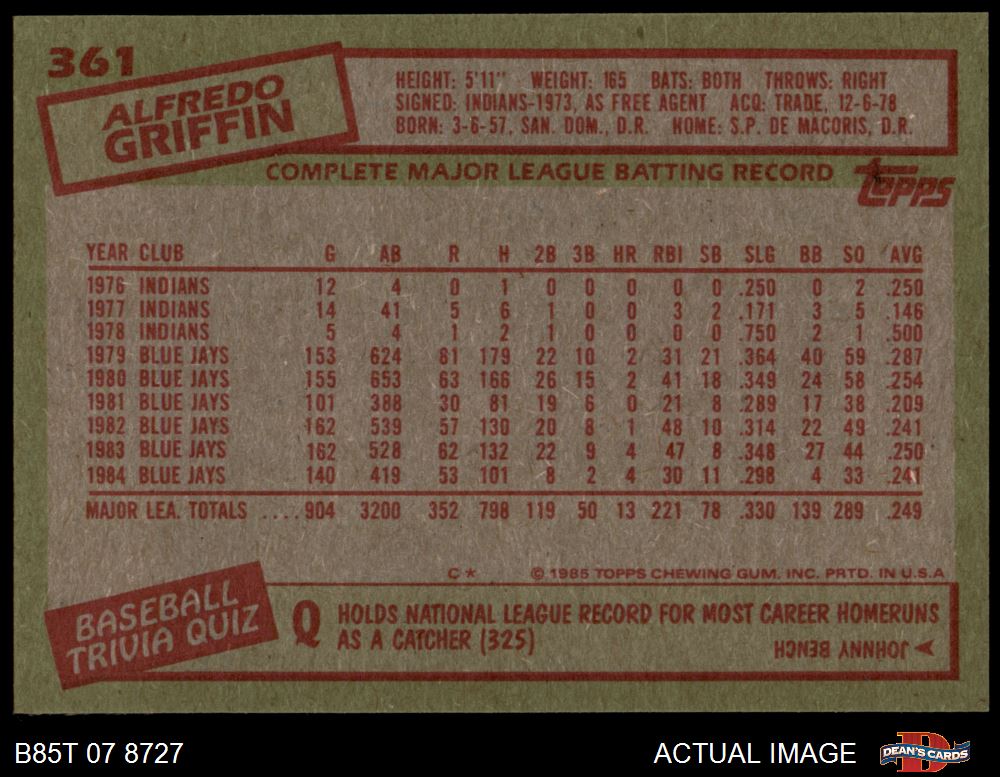 361
ALFREDO
GRIFFIN
HEIGHT: 5'11" WEIGHT: 165 BATS: BOTH THROWS: RIGHT
SIGNED: INDIANS-1973, AS FREE AGENT ACQ: TRADE, 12-6-78
BORN: 3-6-57, SAN. DOM., D.R. HOME: S.P. DE MACORIS, D.R.
COMPLETE MAJOR LEAGUE BATTING RECORD
Topps
YEAR CLUB G AB R H 2B 3B HR RBI SB SLG BB SO AVG
1976 INDIANS 12 4 0 1 0 0 0 0 0 .250 0 2 .250
1977 INDIANS 14 41 5 6 1 0 0 3 2 .171 3 5 .146
1978 INDIANS 5 4 1 2 1 0 0 0 0 .750 2 1 .500
1979 BLUE JAYS 153 624 81 179 22 10 2 31 21 .364 40 59 .287
1980 BLUE JAYS 155 653 63 166 26 15 2 41 18 .349 24 58 .254
1981 BLUE JAYS 101 388 30 81 19 6 0 21 8 .289 17 38 .209
1982 BLUE JAYS 162 539 57 130 20 8 1 48 10 .314 22 49 .241
1983 BLUE JAYS 162 528 62 132 22 9 4 47 8 .348 27 44 .250
1984 BLUE JAYS 140 419 53 101 8 2 4 30 11 .298 4 33 .241
MAJOR LEA. TOTALS ....904 3200 352 798 119 50 13 221 78 .330 139 289 .249
C* © 1985 TOPPS CHEWING GUM, INC. PRTD. IN U.S.A
BASEBALL
TRIVIA QUIZ
Q HOLDS NATIONAL LEAGUE RECORD FOR MOST CAREER HOMERUNS
AS A CATCHER (325)
JOHNNY BENCH
B85T 07 8727
ACTUAL IMAGE
DEAN'S CARDS